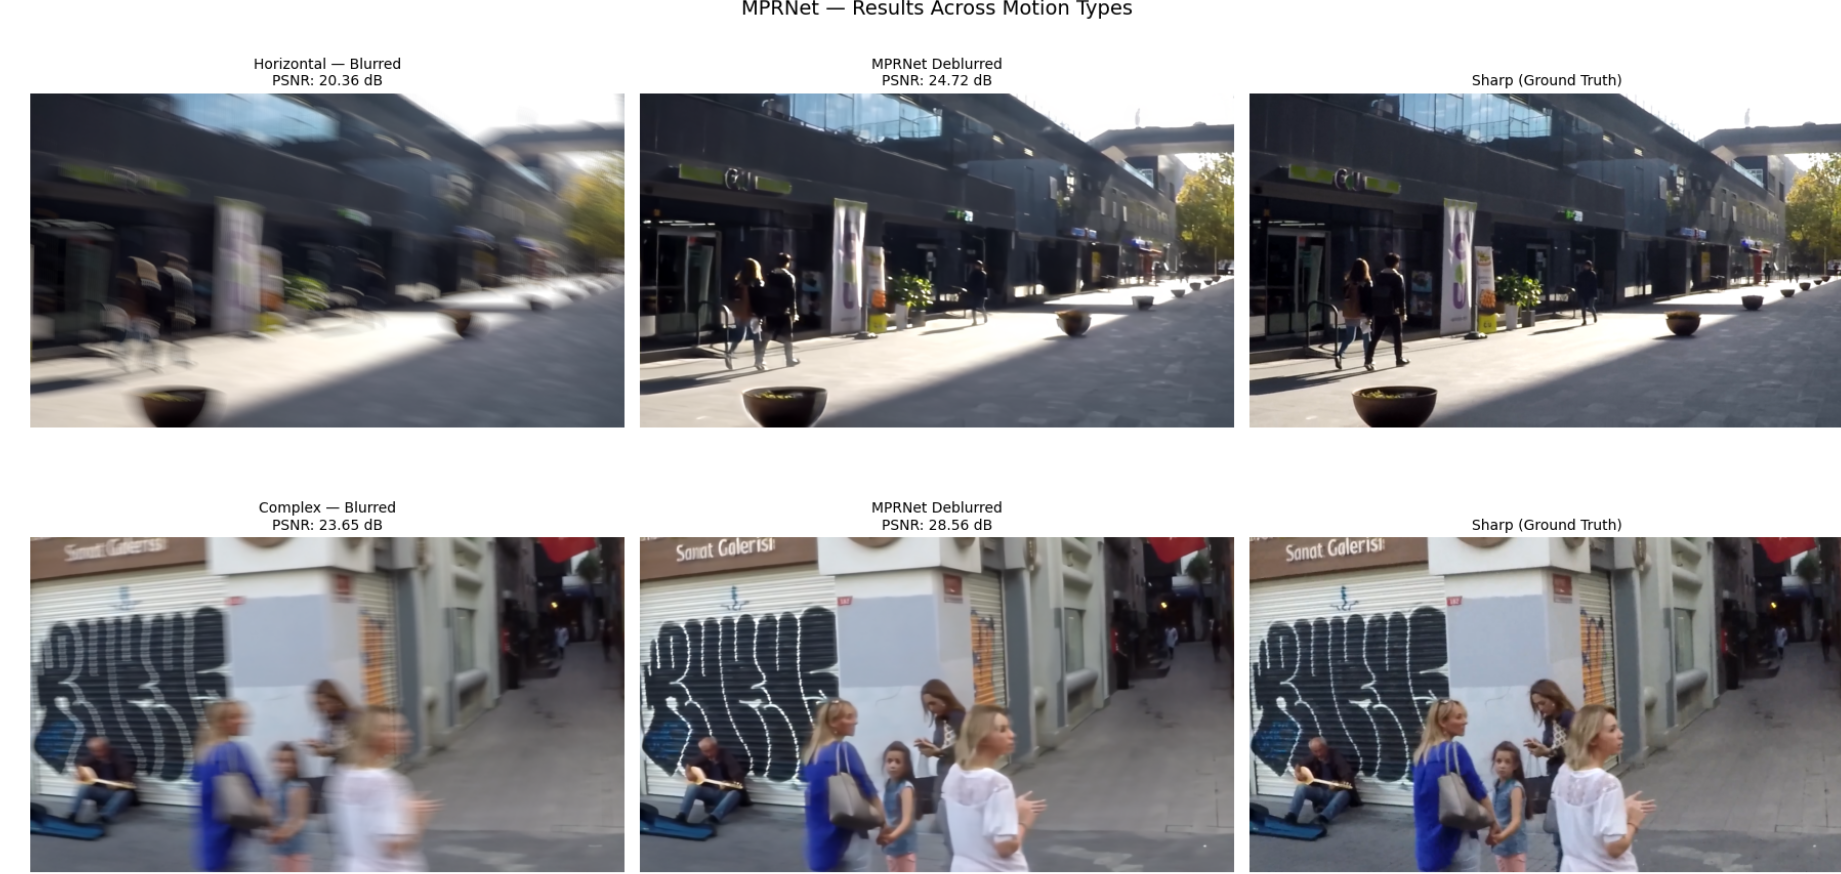 MPRNet — Results Across Motion Types
Horizontal — Blurred
PSNR: 20.36 dB
MPRNet Deblurred
PSNR: 24.72 dB
Sharp (Ground Truth)
Complex — Blurred
PSNR: 23.65 dB
MPRNet Deblurred
PSNR: 28.56 dB
Sharp (Ground Truth)
Sanat Galerisi
Sanat Galerisi
Sanat Galerisi